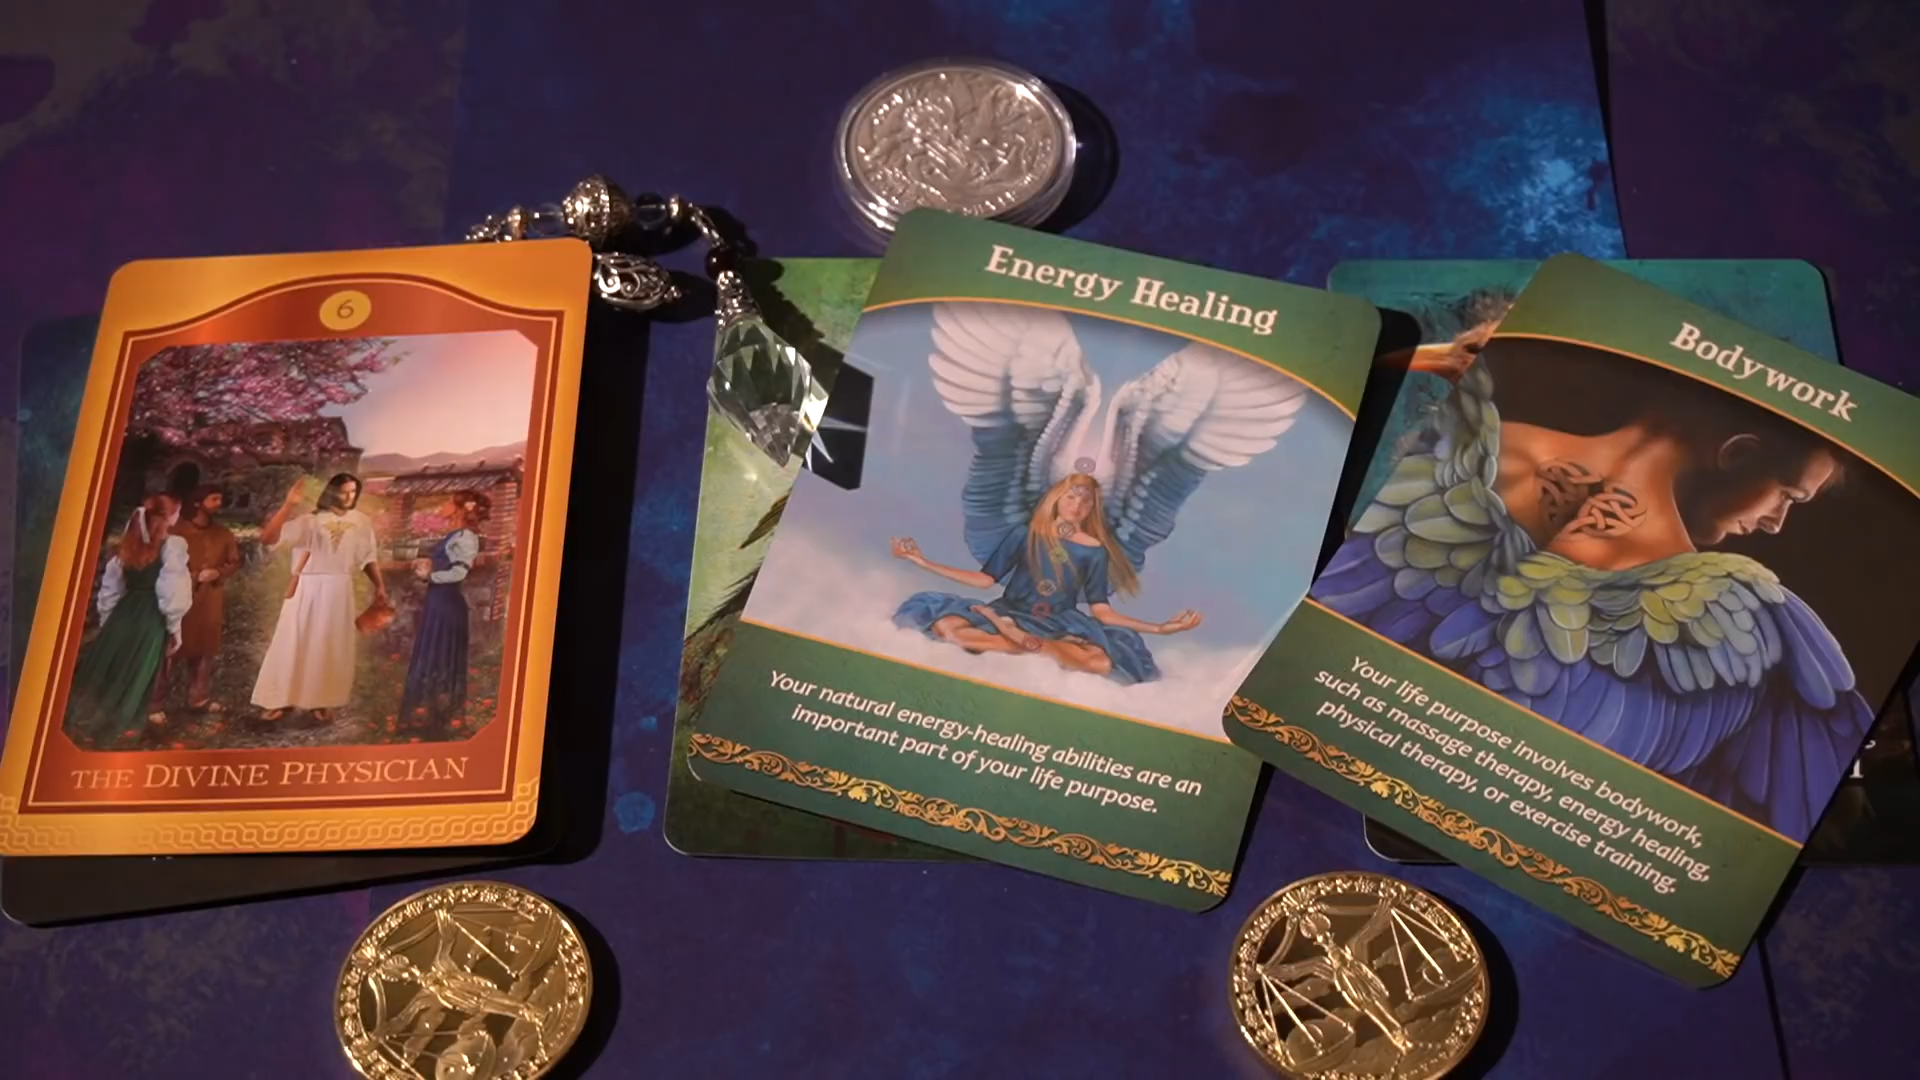 6
THE DIVINE PHYSICIAN
Energy Healing
Your natural energy-healing abilities are an
important part of your life purpose.
Bodywork
Your life purpose involves bodywork,
such as massage therapy, energy healing,
physical therapy, or exercise training.